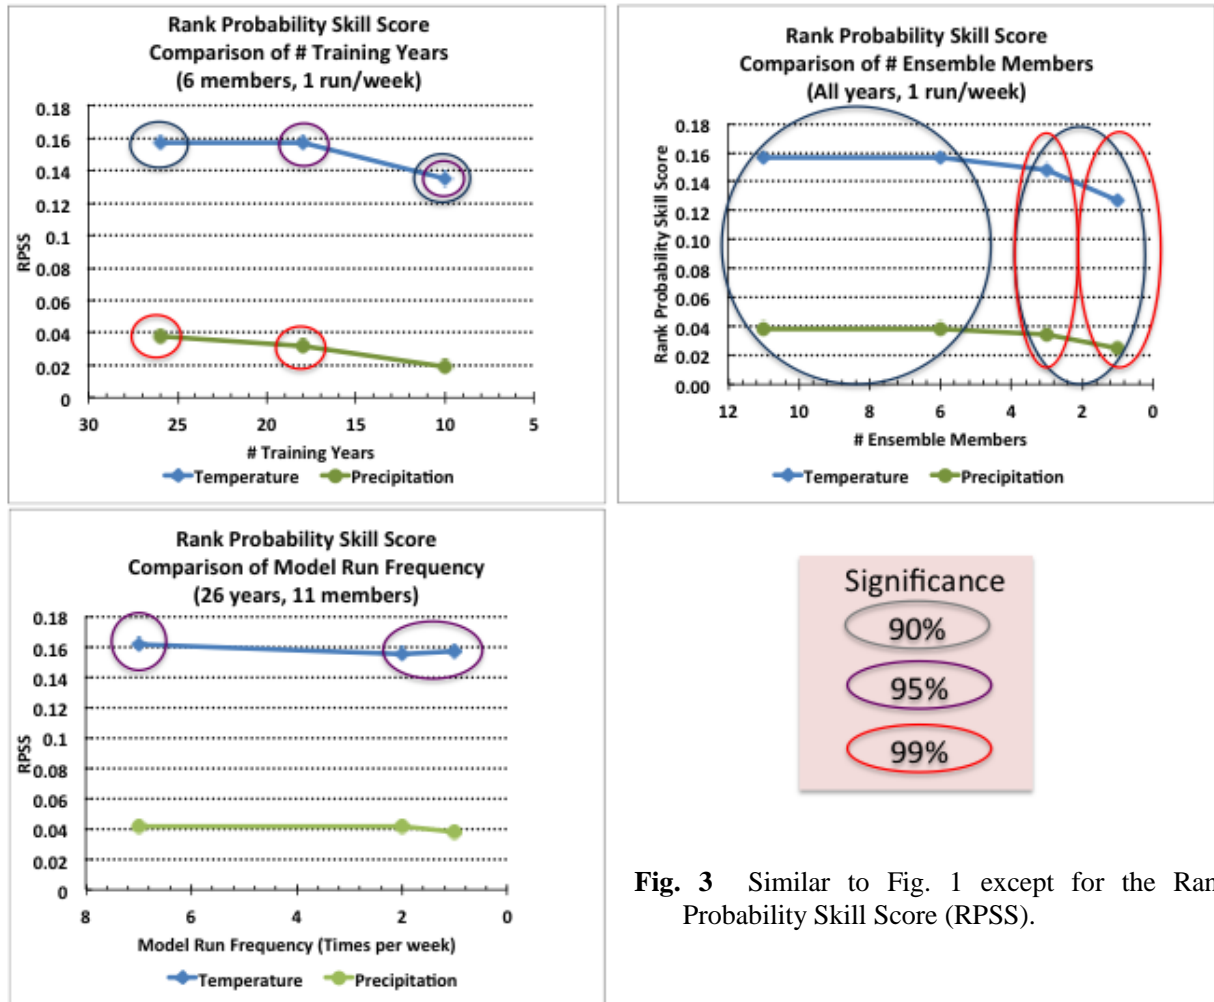 Rank Probability Skill Score
Comparison of # Training Years
(6 members, 1 run/week)
0.18
0.16
0.14
0.12
0.1
0.08
0.06
0.04
0.02
0
RPSS
30 25 20 15 10 5
# Training Years
Temperature Precipitation
Rank Probability Skill Score
Comparison of # Ensemble Members
(All years, 1 run/week)
0.18
0.16
0.14
0.12
0.10
0.08
0.06
0.04
0.02
0.00
Rank Probability Skill Score
12 10 8 6 4 2 0
# Ensemble Members
Temperature Precipitation
Rank Probability Skill Score
Comparison of Model Run Frequency
(26 years, 11 members)
0.18
0.16
0.14
0.12
0.1
0.08
0.06
0.04
0.02
0
RPSS
8 6 4 2 0
Model Run Frequency (Times per week)
Temperature Precipitation
Significance
90%
95%
99%
Fig. 3 Similar to Fig. 1 except for the Ran
Probability Skill Score (RPSS).